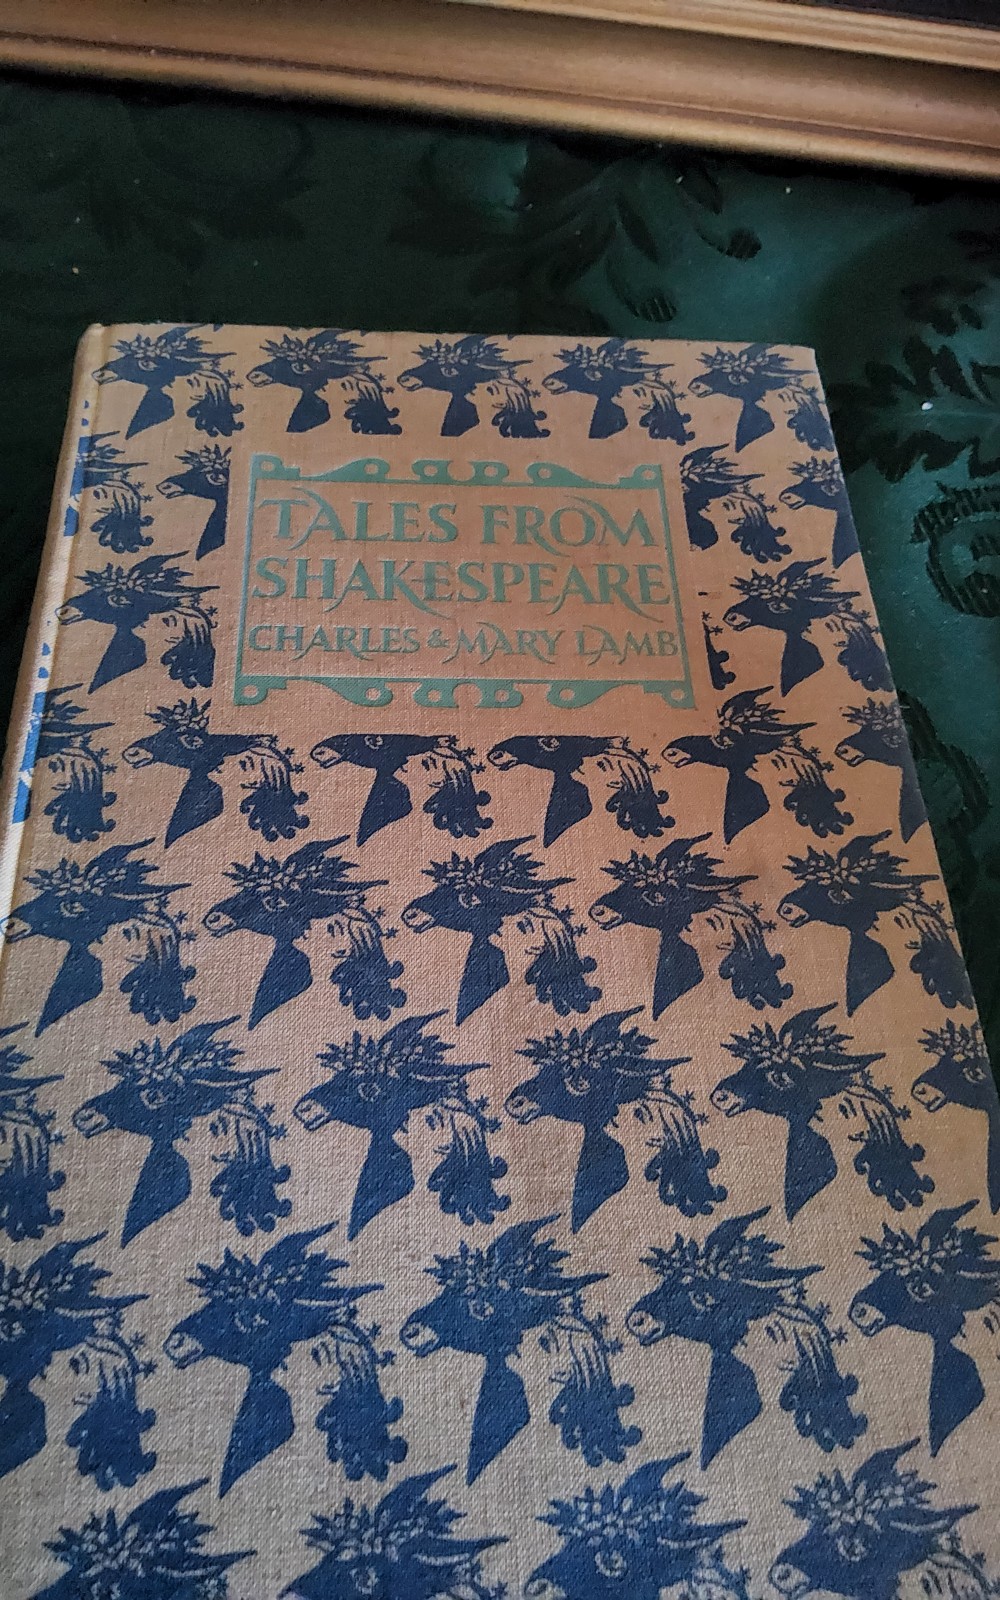 TALES FROM
SHAKESPEARE
CHARLES & MARY LAMB